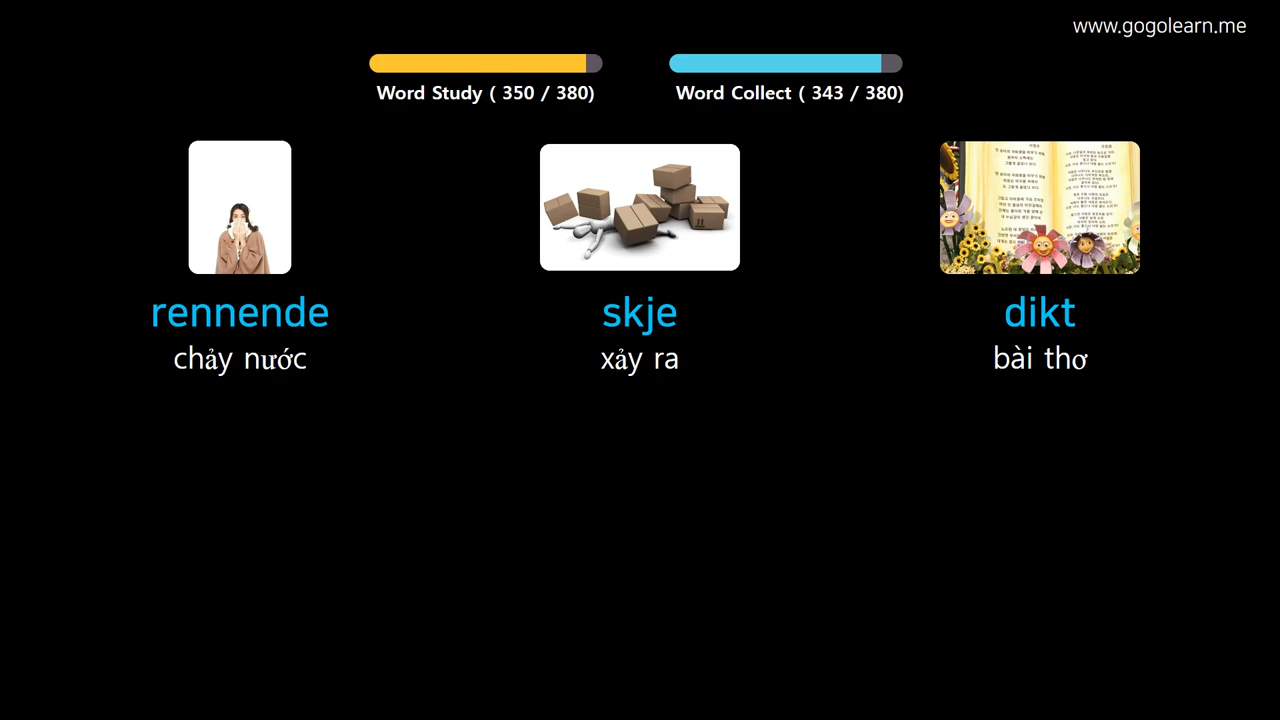 www.gogolearn.me
Word Study ( 350 / 380)
Word Collect ( 343 / 380)
rennende
skje
dikt
chảy nước
xảy ra
bài thơ